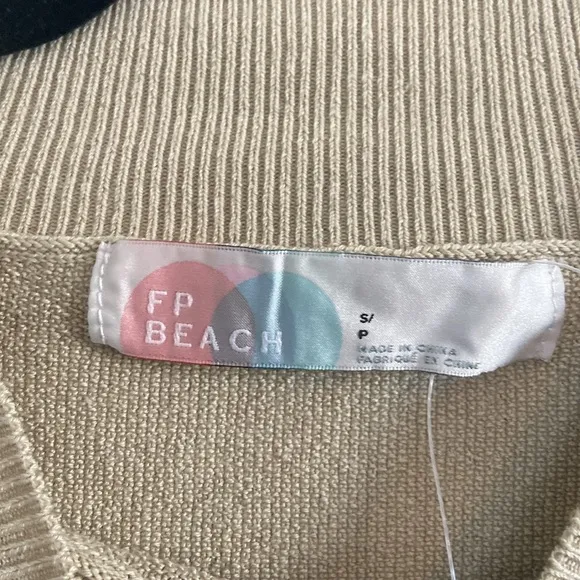 FP
BEACH
S/
P
MADE IN CHINA
FABRIQUÉ EN CHINE